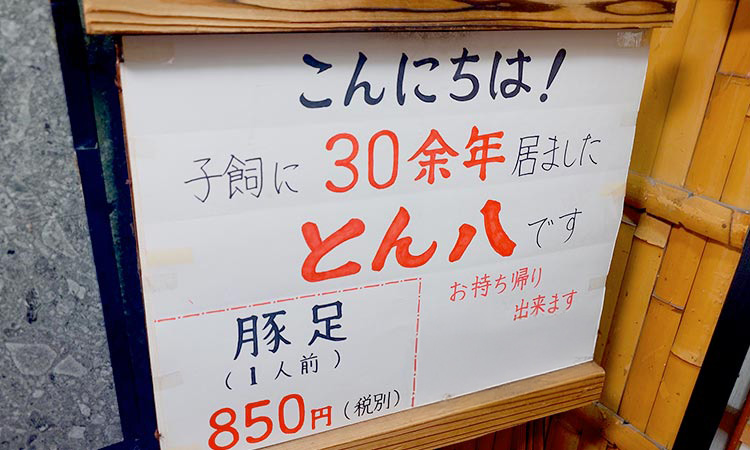 こんにちは!
子飼に30余年居ました
とん八です
お持ち帰り
出来ます
豚足
(1人前)
850円(税別)